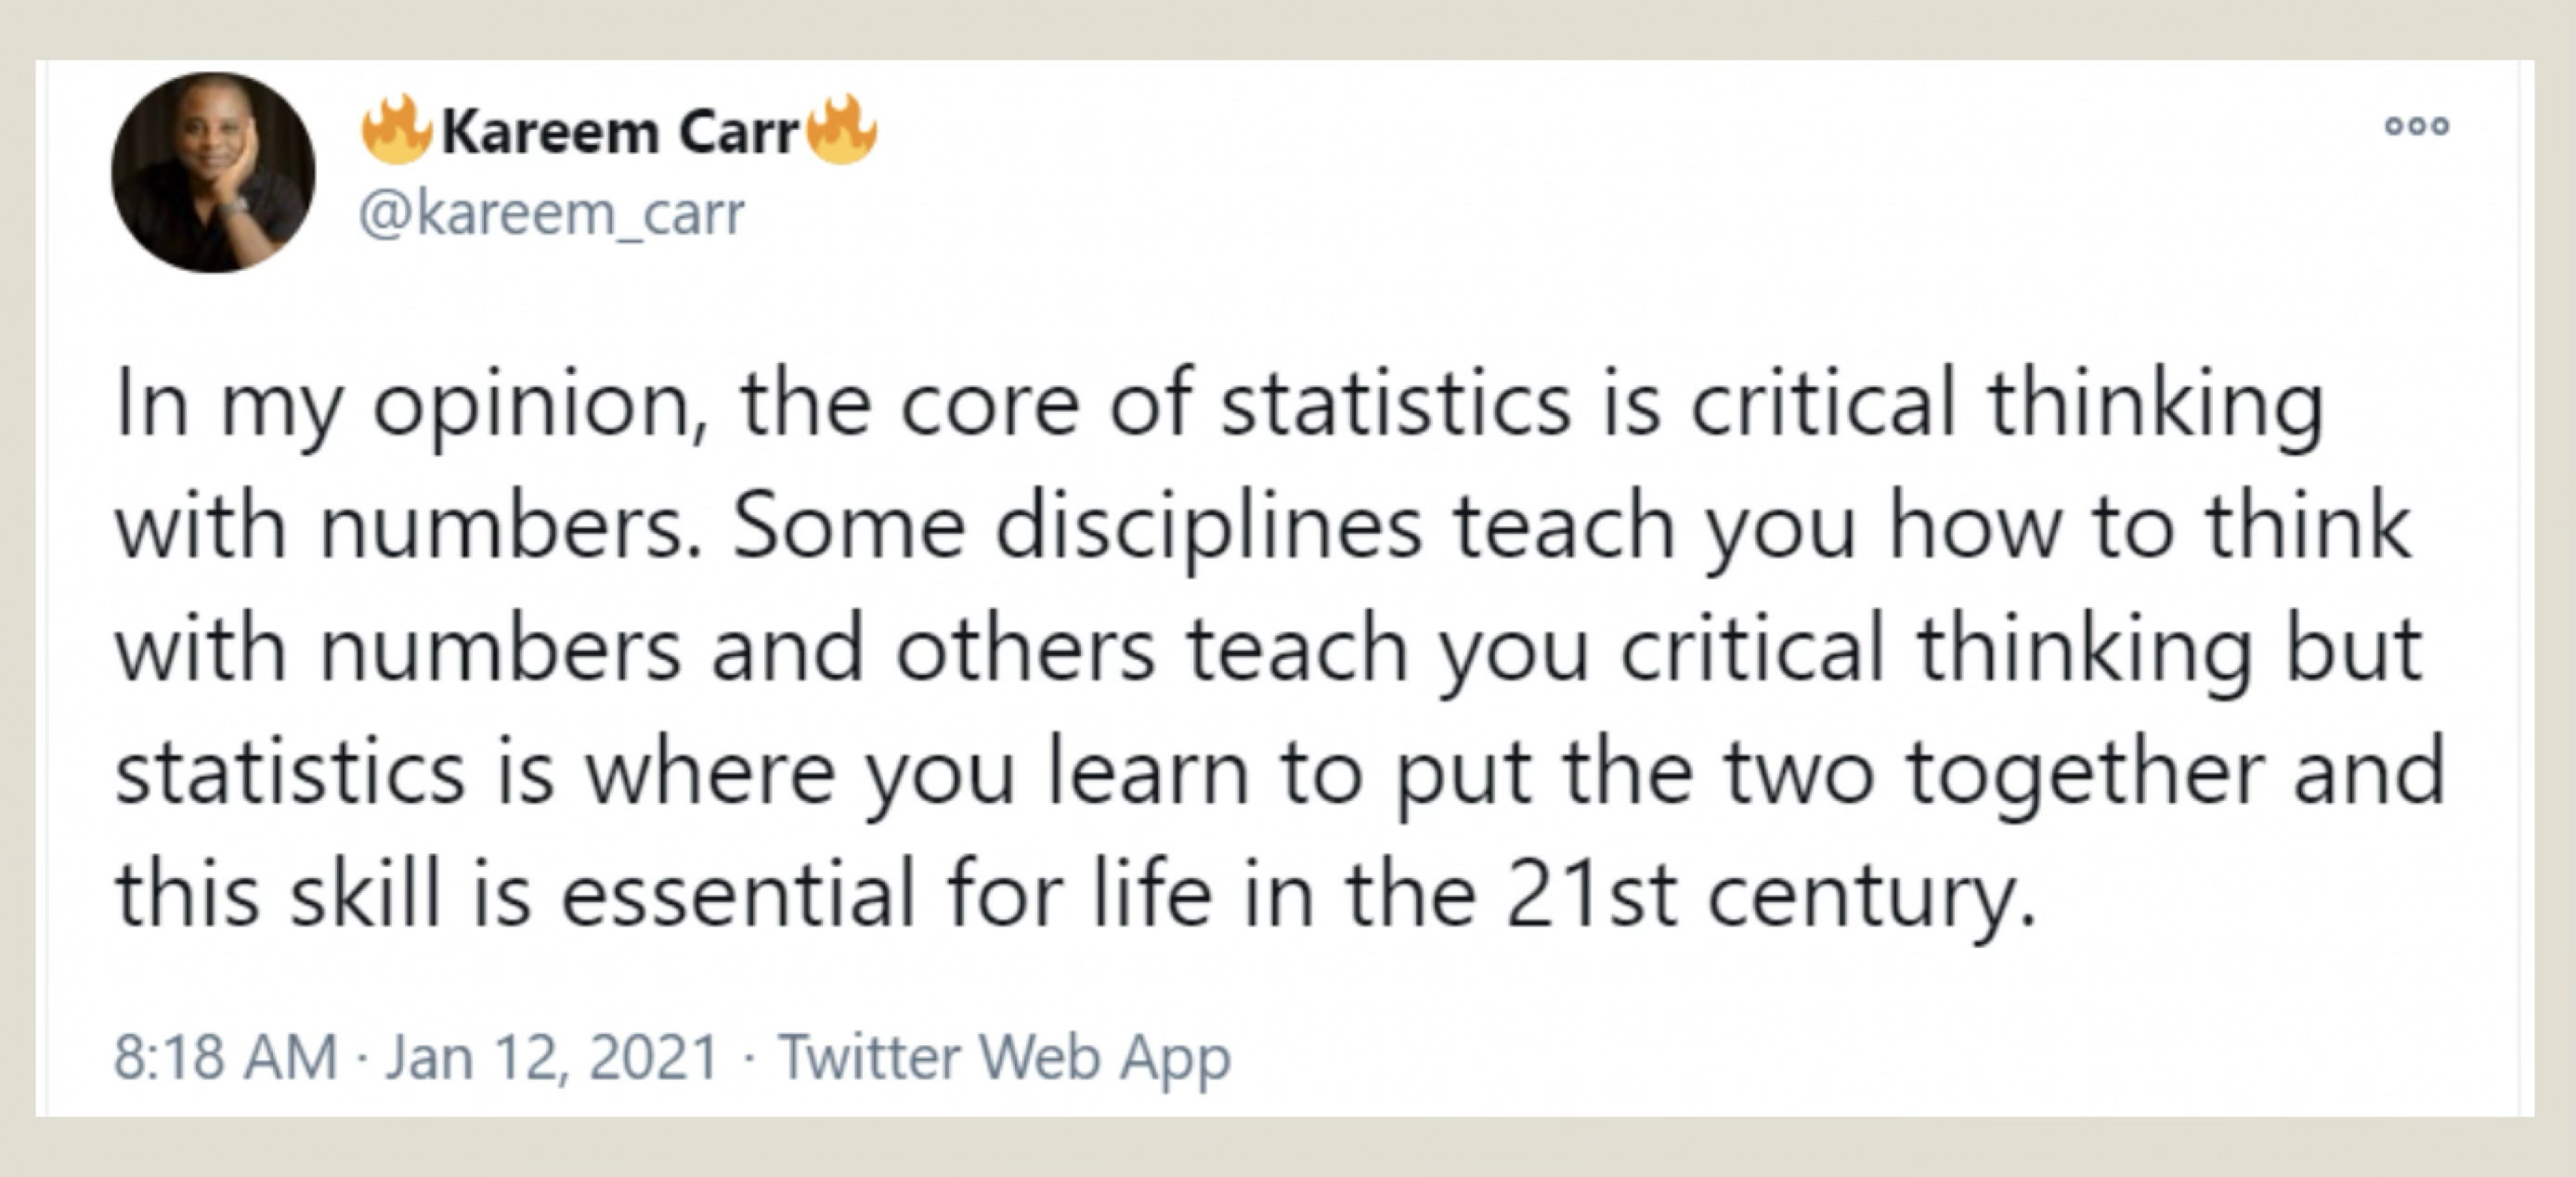 🔥Kareem Carr🔥
@kareem_carr
In my opinion, the core of statistics is critical thinking
with numbers. Some disciplines teach you how to think
with numbers and others teach you critical thinking but
statistics is where you learn to put the two together and
this skill is essential for life in the 21st century.
8:18 AM · Jan 12, 2021 · Twitter Web App